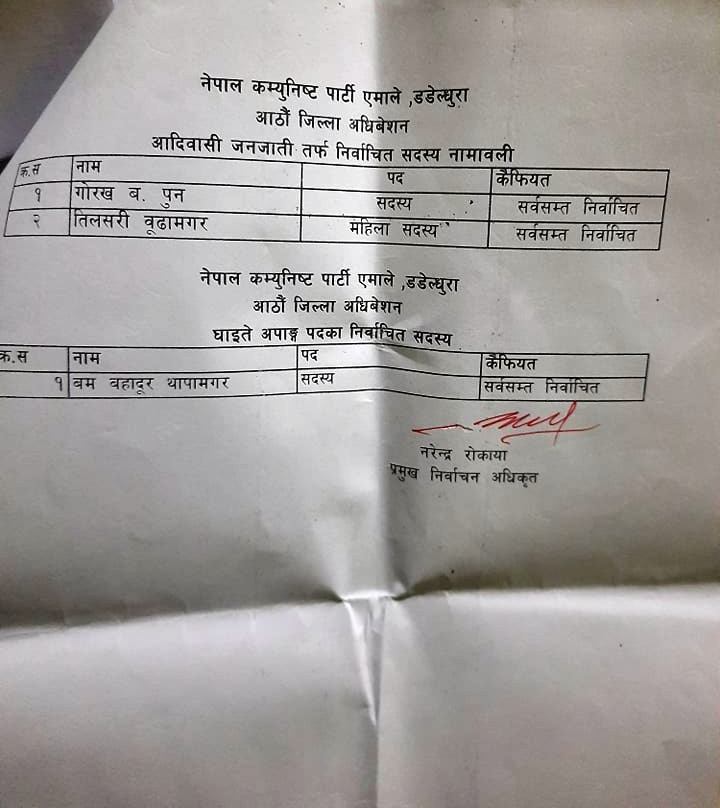 नेपाल कम्युनिष्ट पार्टी एमाले ,डडेल्धुरा
आठौं जिल्ला अधिबेशन
आदिवासी जनजाती तर्फ निर्वाचित सदस्य नामावली
क्र.स नाम पद कैफियत
१ गोरख ब. पुन सदस्य सर्वसम्त निर्वाचित
२ तिलसरी वूढामगर महिला सदस्य सर्वसम्त निर्वाचित
नेपाल कम्युनिष्ट पार्टी एमाले ,डडेल्धुरा
आठौं जिल्ला अधिबेशन
घाइते अपाङ्ग पदका निर्वाचित सदस्य
क्र.स नाम पद कैफियत
१ बम बहादूर थापामगर सदस्य सर्वसम्त निर्वाचित
नरेन्द्र रोकाया
प्रमुख निर्वाचन अधिकृत